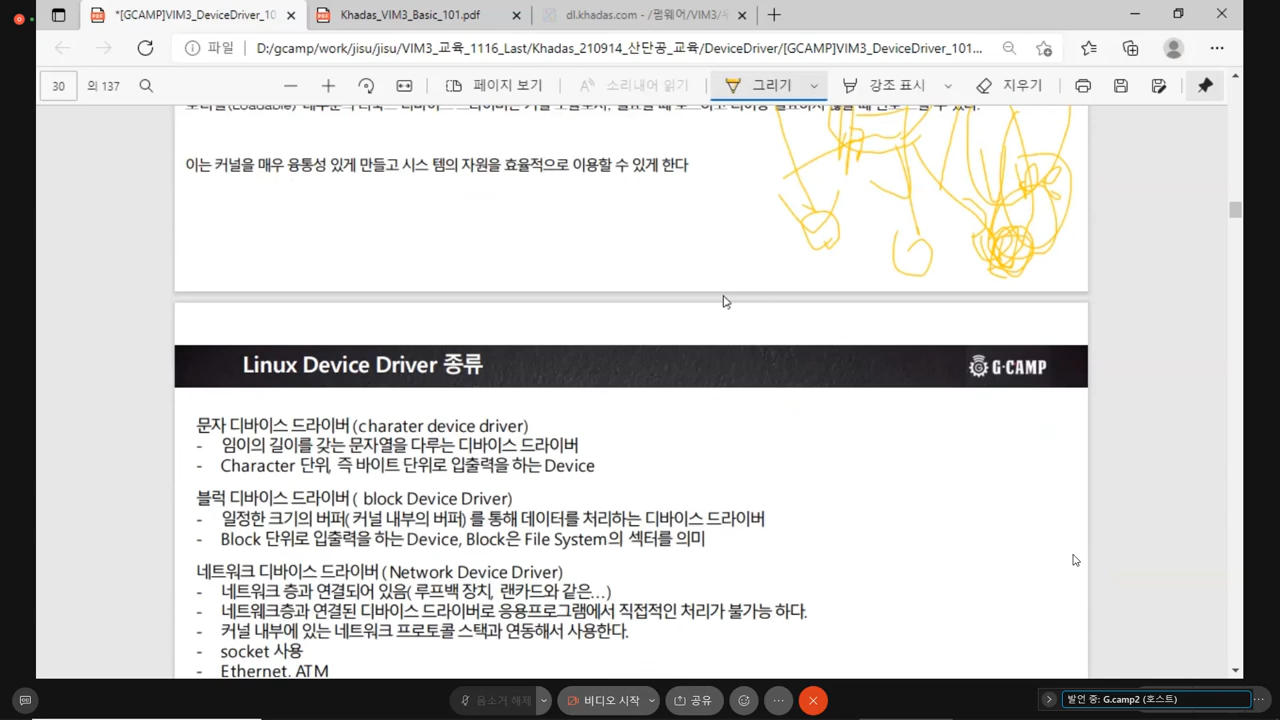 *[GCAMP]VIM3_DeviceDriver_10
Khadas_VIM3_Basic_101.pdf
dl.khadas.com - /펌웨어/VIM3/우
파일
D:/gcamp/work/jisu/jisu/VIM3_교육_1116_Last/Khadas_210914_산단공_교육/DeviceDriver/[GCAMP]VIM3_DeviceDriver_101...
30
의 137
페이지 보기
소리내어 읽기
그리기
강조 표시
지우기
이는 커널을 매우 융통성 있게 만들고 시스 템의 자원을 효율적으로 이용할 수 있게 한다
Linux Device Driver 종류
G·CAMP
문자 디바이스 드라이버(charater device driver)
- 임이의 길이를 갖는 문자열을 다루는 디바이스 드라이버
- Character 단위, 즉 바이트 단위로 입출력을 하는 Device
블럭 디바이스 드라이버( block Device Driver)
- 일정한 크기의 버퍼( 커널 내부의 버퍼) 를 통해 데이터를 처리하는 디바이스 드라이버
- Block 단위로 입출력을 하는 Device, Block은 File System의 섹터를 의미
네트워크 디바이스 드라이버(Network Device Driver)
- 네트워크 층과 연결되어 있음( 루프백 장치, 랜카드와 같은...)
- 네트웨크층과 연결된 디바이스 드라이버로 응용프로그램에서 직접적인 처리가 불가능 하다.
- 커널 내부에 있는 네트워크 프로토콜 스택과 연동해서 사용한다.
- socket 사용
- Ethernet, ATM
음소거 해제
비디오 시작
공유
발언 중: G.camp2 (호스트)